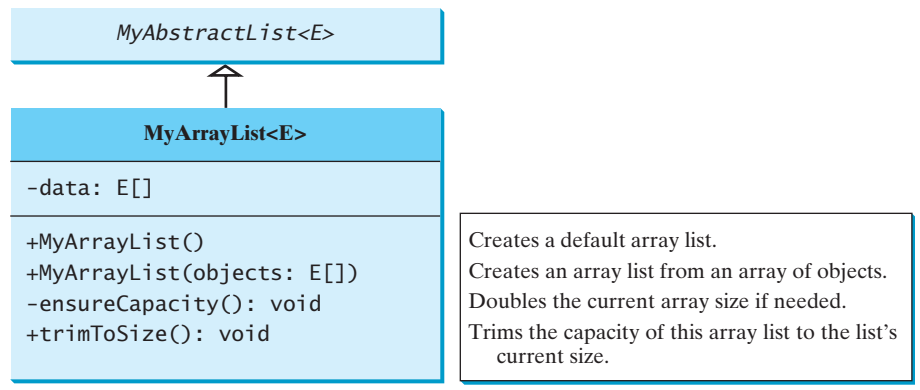 MyAbstractList<E>
MyArrayList<E>
-data: E[]
+MyArrayList()
+MyArrayList(objects: E[])
-ensureCapacity(): void
+trimToSize(): void
Creates a default array list.
Creates an array list from an array of objects.
Doubles the current array size if needed.
Trims the capacity of this array list to the list's
current size.